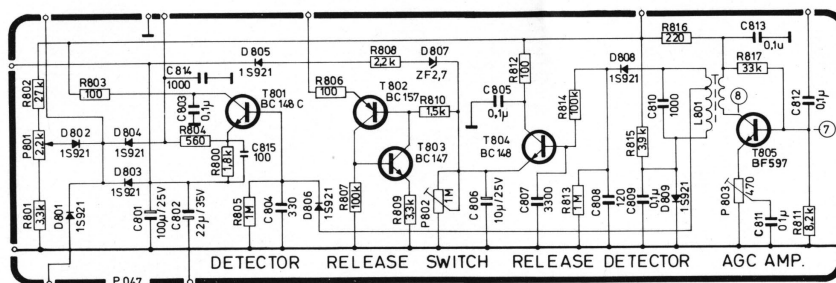 R816
220
C813
0,1µ
D805
1S921
R808
2,2k
D807
ZF2,7
C814
1000
R802
27k
R803
100
C803
0,1µ
T801
BC148C
R806
100
T802
BC157
R810
1,5k
C805
0,1µ
R812
100
D808
1S921
R814
100k
C810
1000
L801
R817
33k
8
C812
0,1µ
P801
2,2k
D802
1S921
D804
1S921
R804
560
R800
1,8k
C815
100
T803
BC147
T804
BC148
R815
3,9k
T805
BF597
7
D803
1S921
R801
33k
D801
1S921
C801
100µ/25V
C802
22µ/35V
R805
1M
C804
330
D806
1S921
R807
100k
R809
3,3k
P802
1M
C806
10µ/25V
C807
3300
R813
1M
C808
120
C809
0,1µ
D809
1S921
P803
470
C811
0,1µ
R811
8,2k
DETECTOR RELEASE SWITCH RELEASE DETECTOR AGC AMP.
P.047